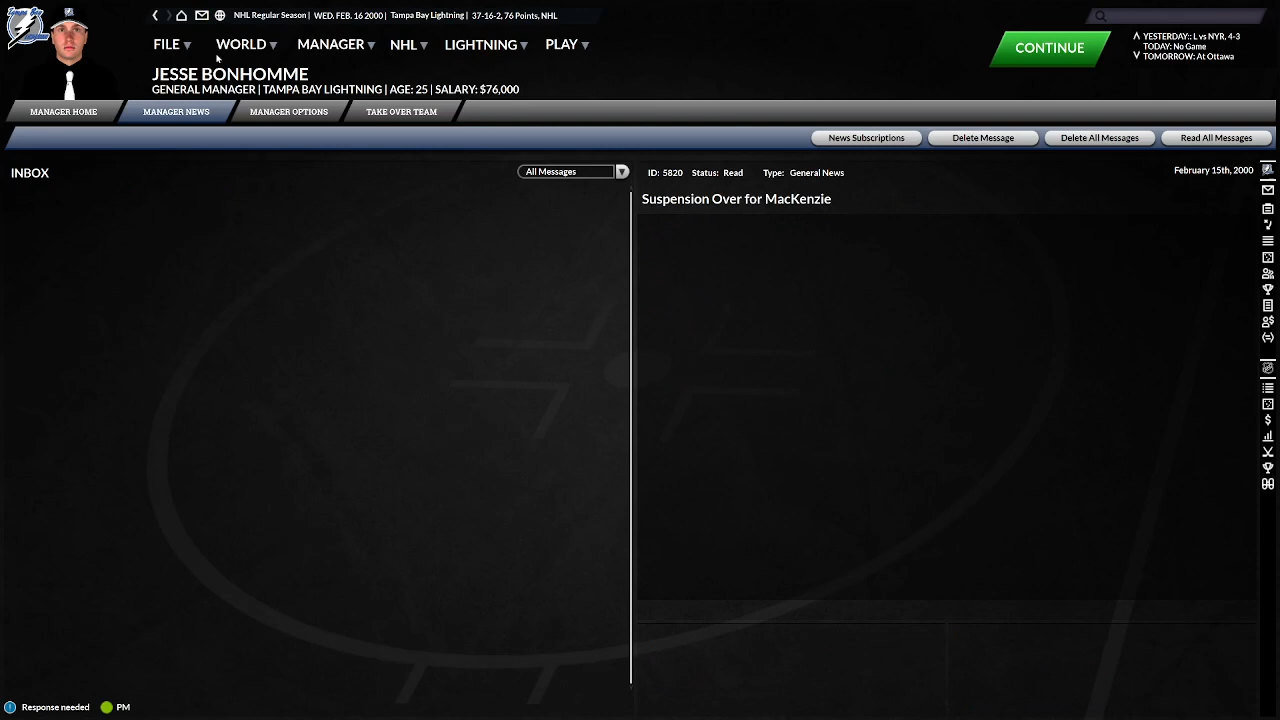 NHL Regular Season | WED. FEB. 16 2000 | Tampa Bay Lightning | 37-16-2, 76 Points, NHL
FILE WORLD MANAGER NHL LIGHTNING PLAY
CONTINUE
YESTERDAY: L vs NYR, 4-3
TODAY: No Game
TOMORROW: At Ottawa
JESSE BONHOMME
GENERAL MANAGER | TAMPA BAY LIGHTNING | AGE: 25 | SALARY: $76,000
MANAGER HOME MANAGER NEWS MANAGER OPTIONS TAKE OVER TEAM
News Subscriptions Delete Message Delete All Messages Read All Messages
INBOX All Messages
ID: 5820 Status: Read Type: General News February 15th, 2000
Suspension Over for MacKenzie
Response needed PM